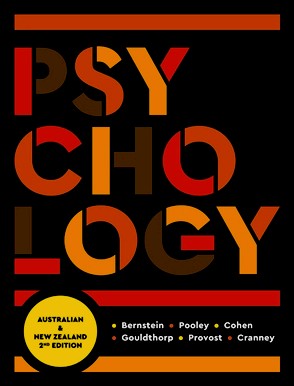 PSY
CHO
LOGY
AUSTRALIAN
&
NEW ZEALAND
2ND EDITION
• Bernstein • Pooley • Cohen
• Gouldthorp • Provost • Cranney